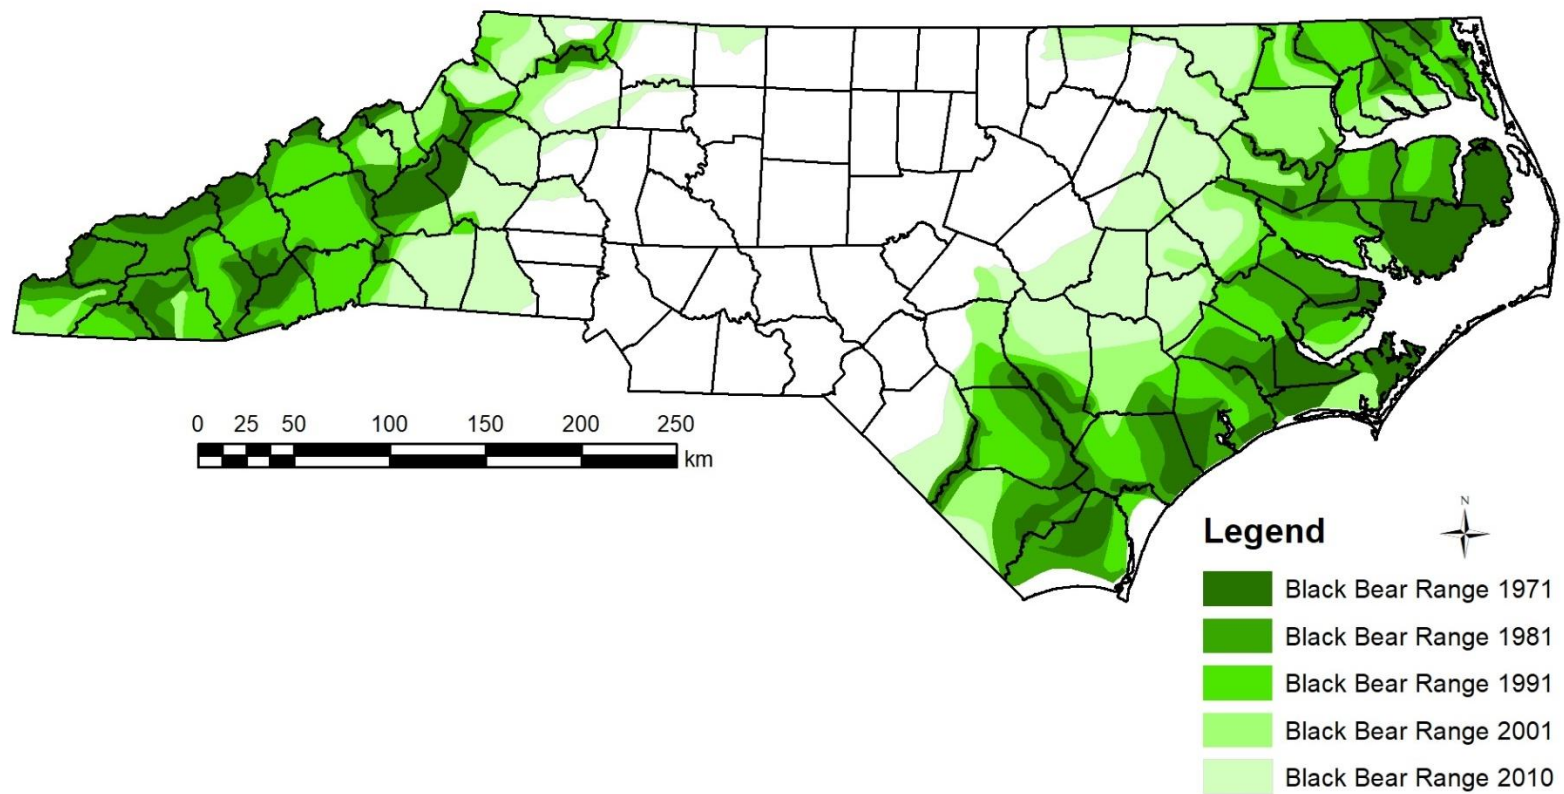 0 25 50 100 150 200 250
km
N
Legend
Black Bear Range 1971
Black Bear Range 1981
Black Bear Range 1991
Black Bear Range 2001
Black Bear Range 2010